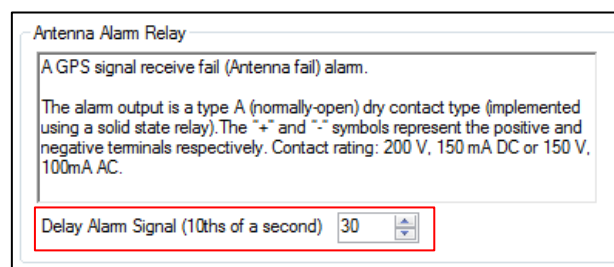 Antenna Alarm Relay
A GPS signal receive fail (Antenna fail) alarm.
The alarm output is a type A (normally-open) dry contact type (implemented
using a solid state relay).The "+" and "-" symbols represent the positive and
negative terminals respectively. Contact rating: 200 V, 150 mA DC or 150 V,
100mA AC.
Delay Alarm Signal (10ths of a second) 30